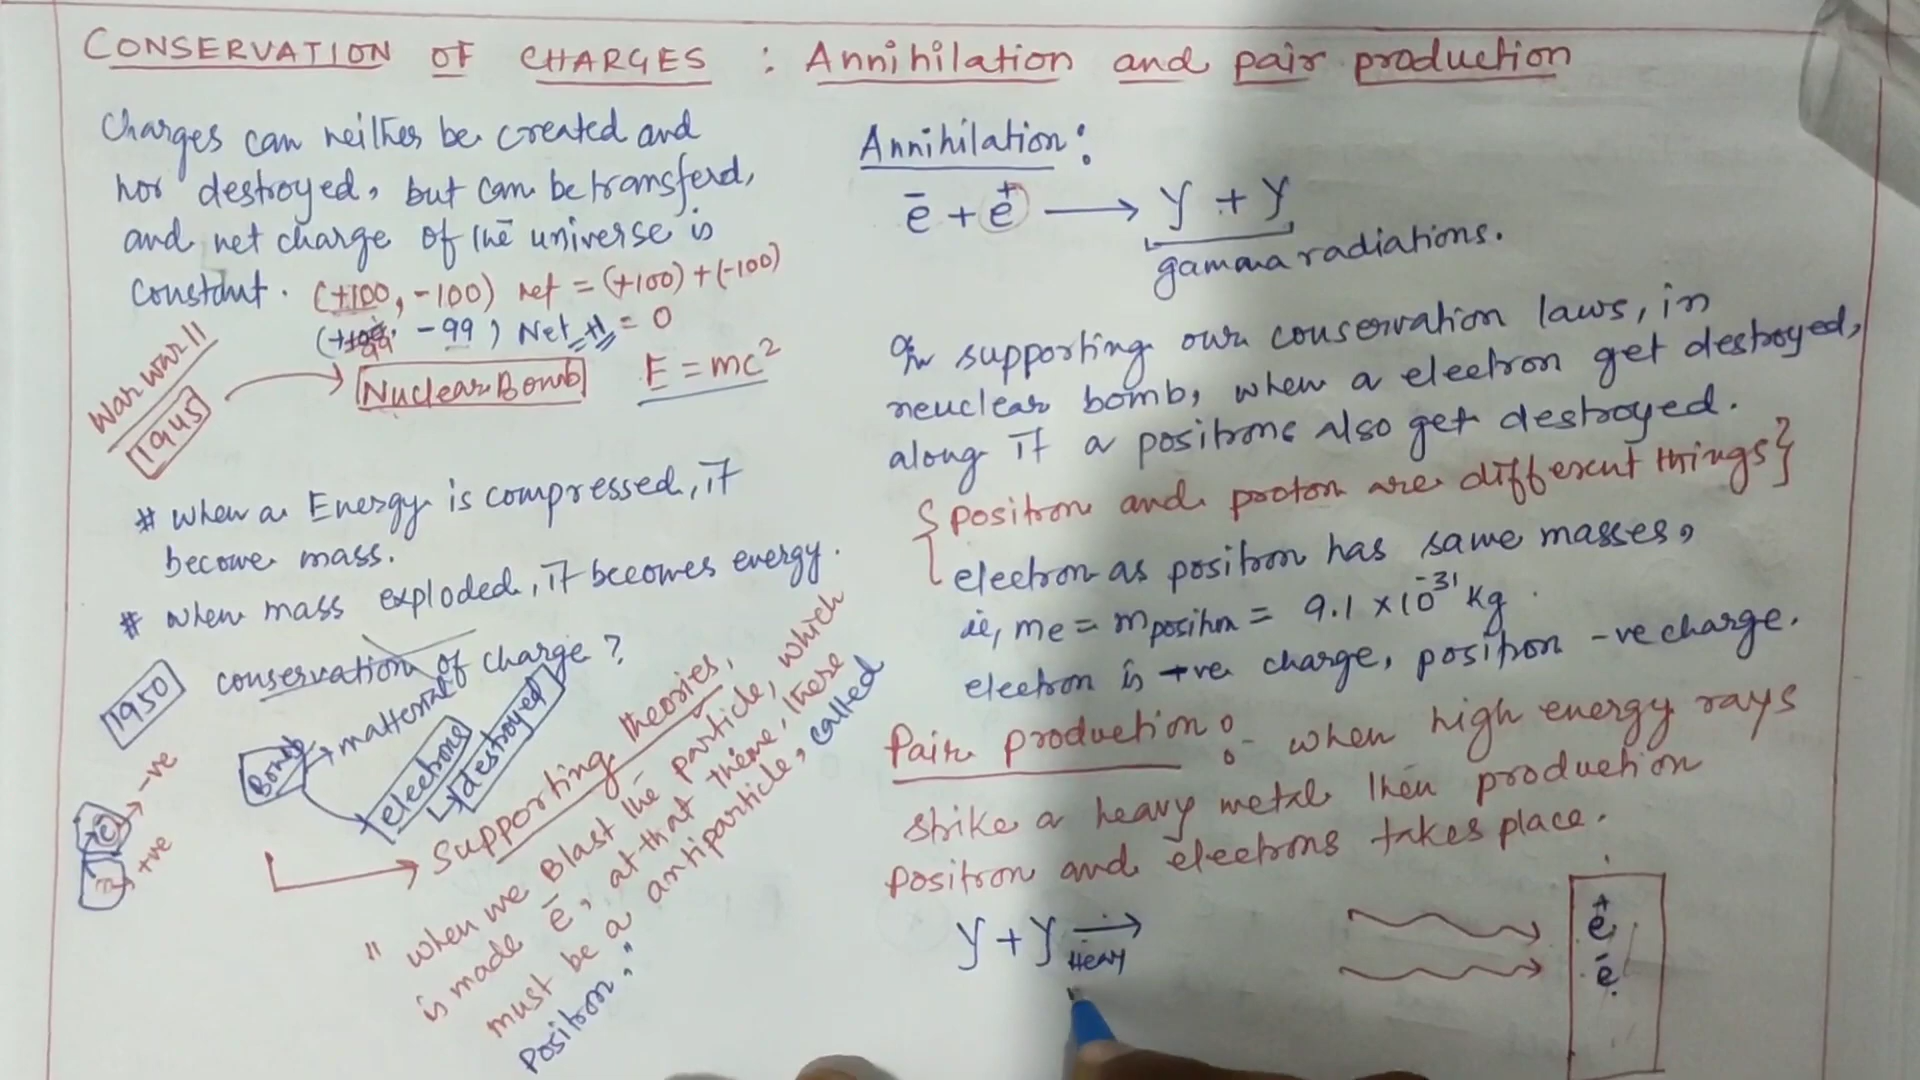 CONSERVATION OF CHARGES : Annihilation and pair production
Charges can neither be created and
nor destroyed, but can be transferd,
and net charge of the universe is
constant. (+100, -100) net = (+100) + (-100)
(+99, -99) Net +1 = 0
War war II
1945
Nuclear Bomb
E = mc²
# when a Energy is compressed, it
become mass.
# when mass exploded, it becomes energy.
1950
conservation of charge?
Bomb
material
electrons
destroyed
e -ve
+ve
Supporting theories,
" when we Blast the particle, which
is made e⁻, at that theme, there
must be a antiparticle, called
Positron."
Annihilation:
e⁻ + e⁺ → γ + γ
gamma radiations.
In supporting our conservation laws, in
neuclear bomb, when a electron get destroyed,
along it a positrons also get destroyed.
{ positron and proton are different things }
electron as positron has same masses,
ie, me = mpositron = 9.1 × 10⁻³¹ Kg.
electron is +ve charge, positron -ve charge.
Pair production :- when high energy rays
strike a heavy metal then production
positron and electrons takes place.
γ + γ →
Heavy
e⁺
e⁻